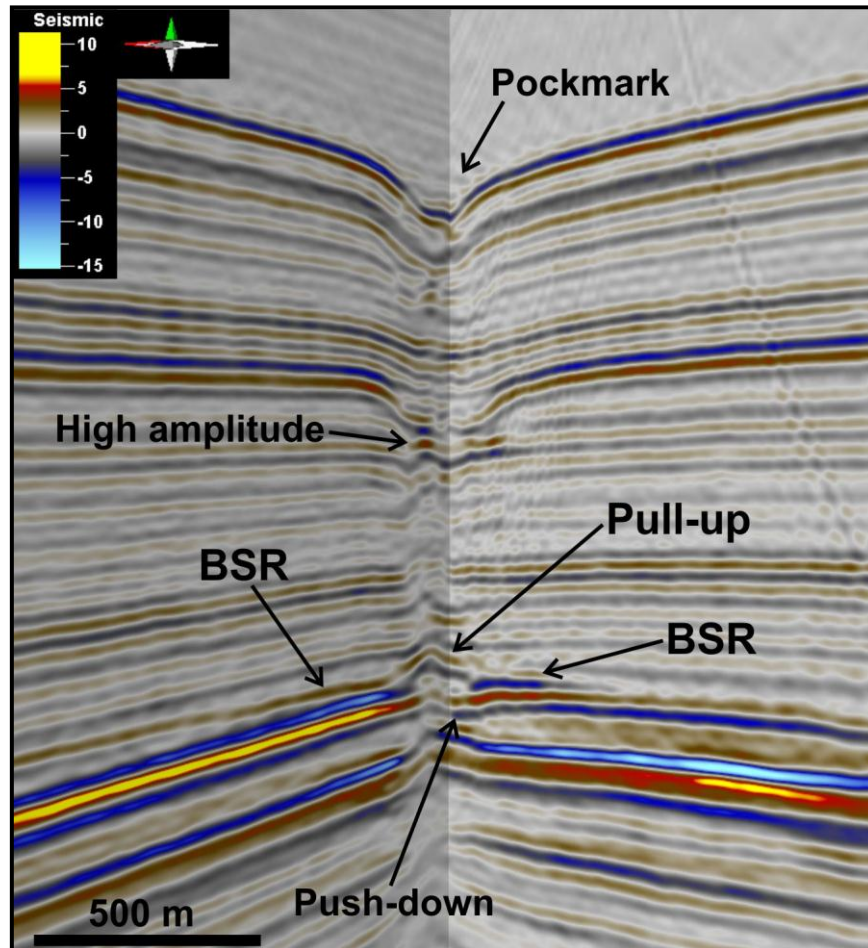 Seismic
10
5
0
-5
-10
-15
Pockmark
High amplitude
Pull-up
BSR
BSR
Push-down
500 m